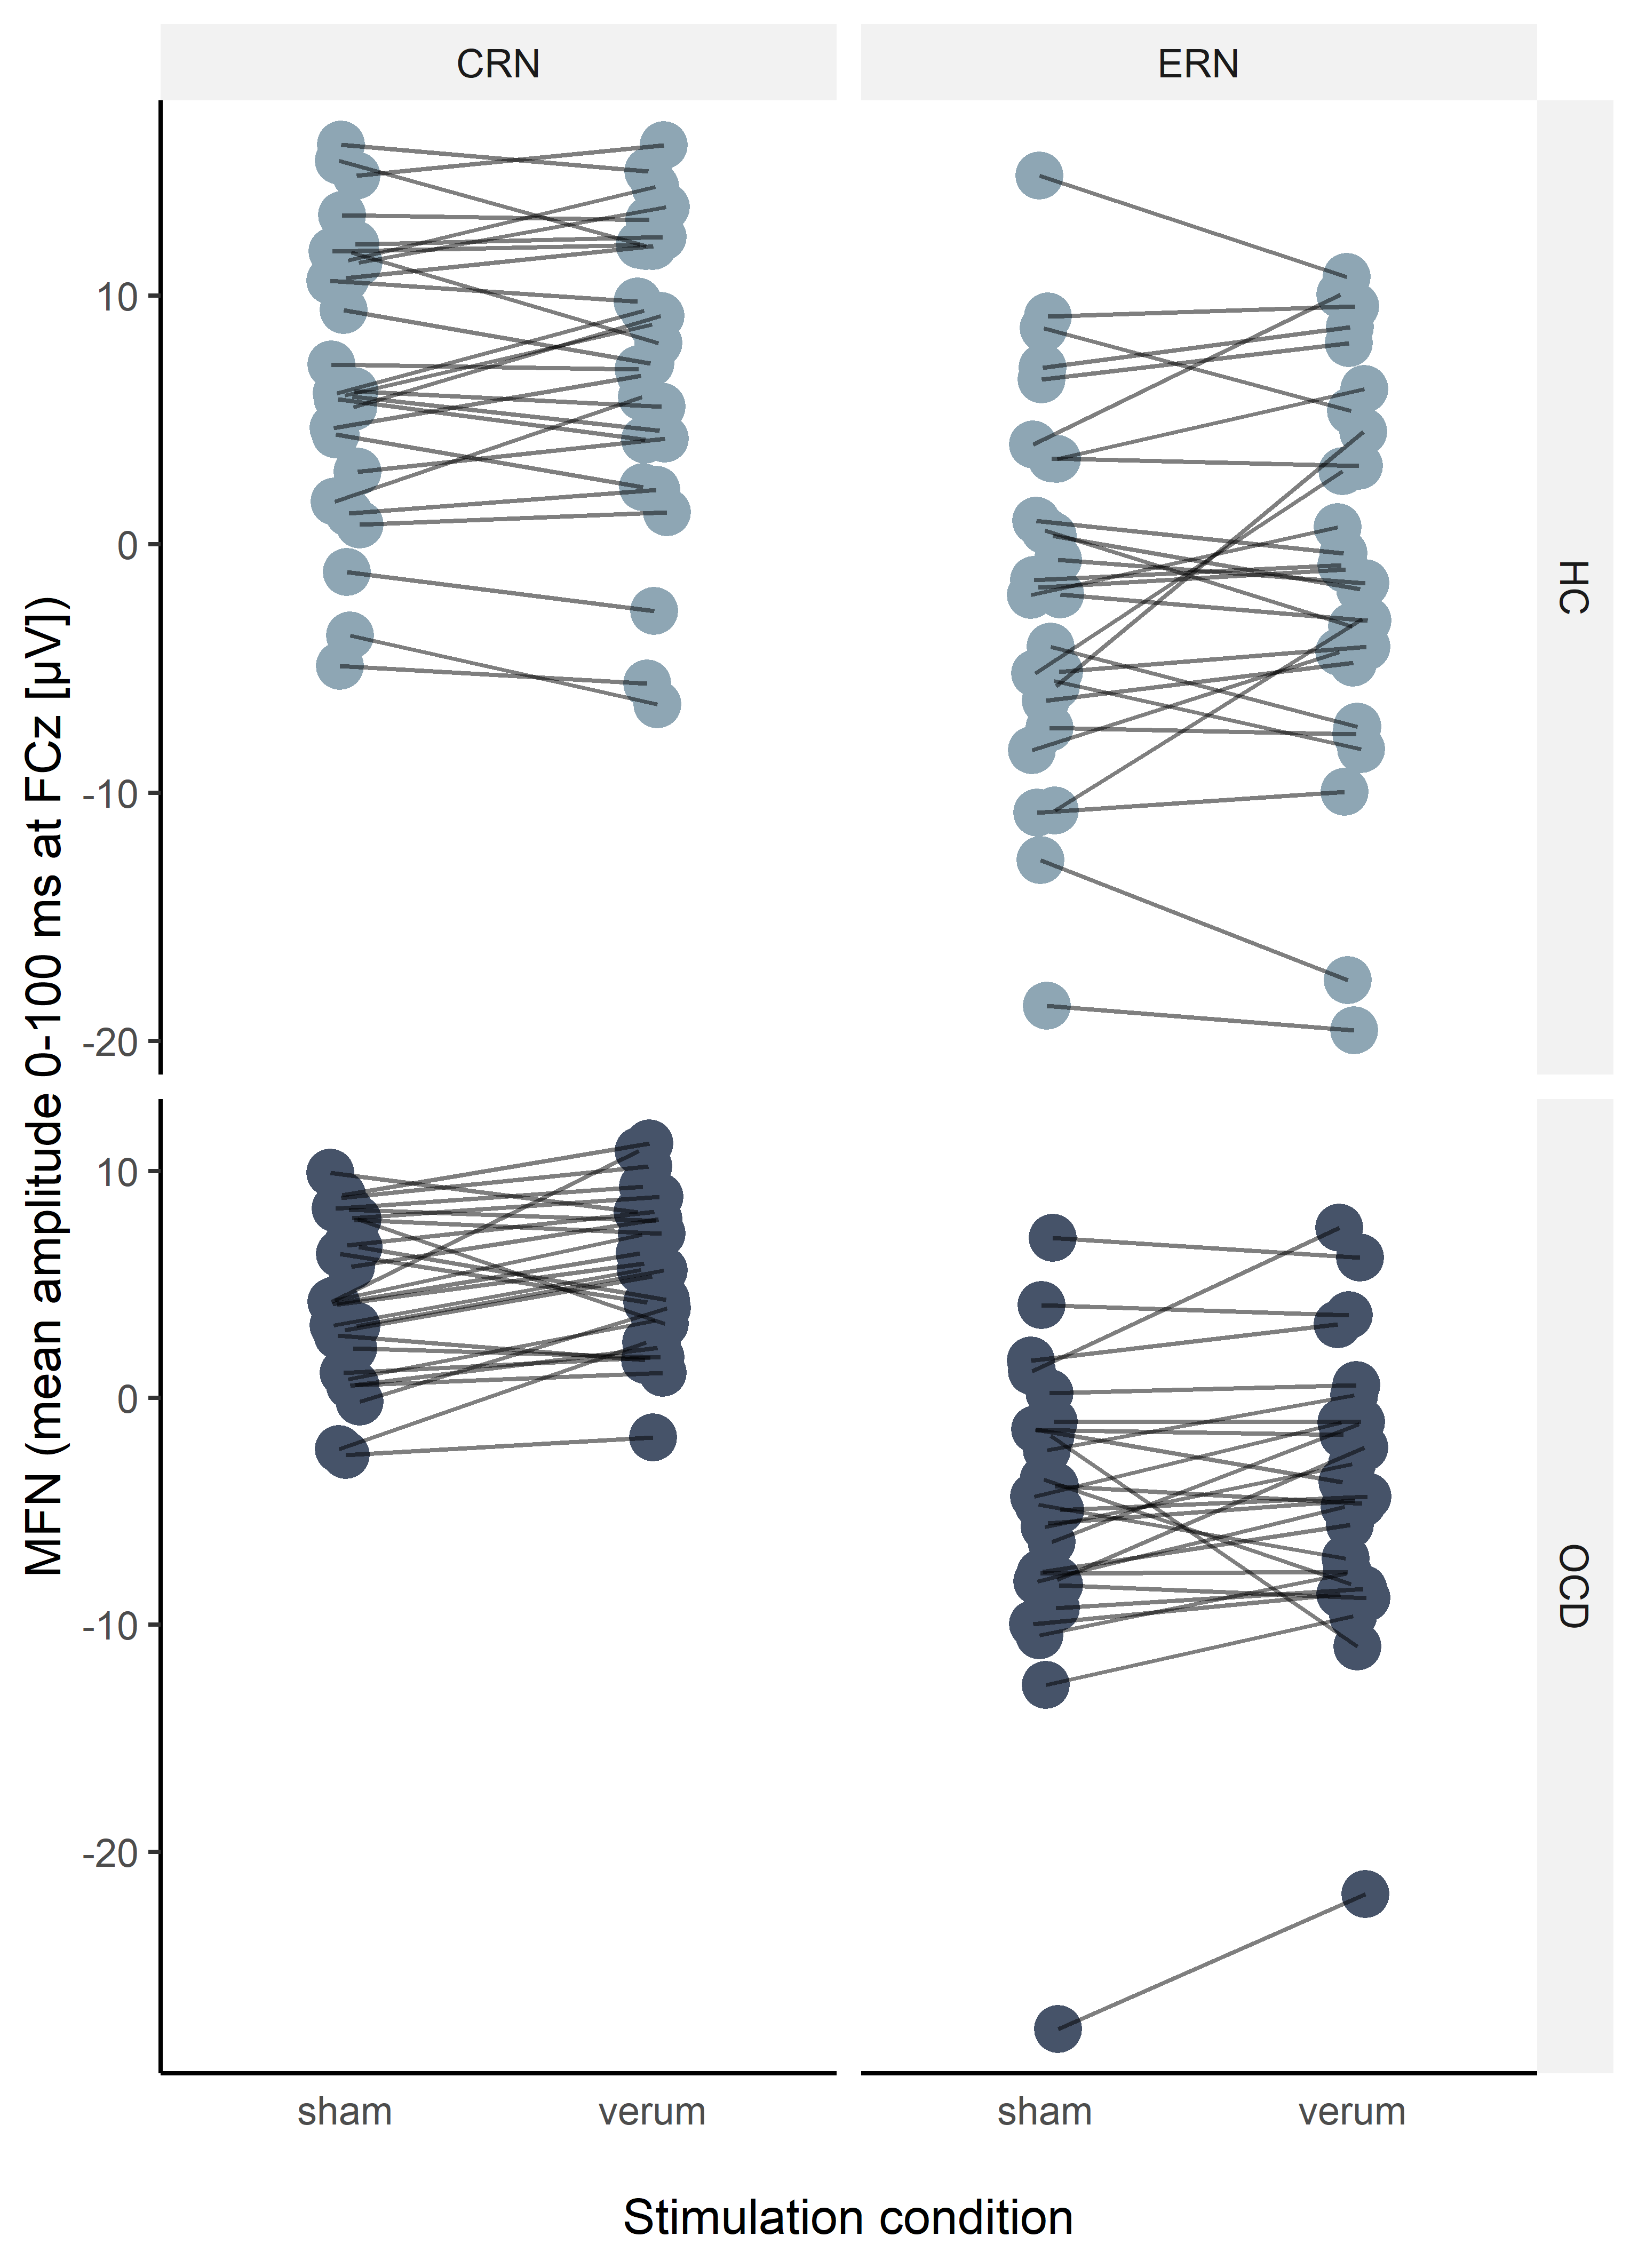 CRN
ERN
MFN (mean amplitude 0-100 ms at FCz [µV])
10
0
-10
-20
HC
10
0
-10
-20
OCD
sham
verum
sham
verum
Stimulation condition